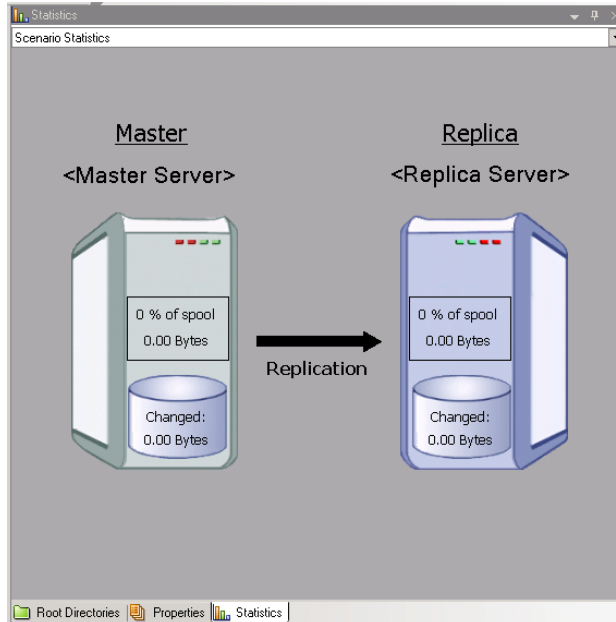 Statistics
Scenario Statistics
Master
<Master Server>
Replica
<Replica Server>
0 % of spool
0.00 Bytes
Changed:
0.00 Bytes
Replication
0 % of spool
0.00 Bytes
Changed:
0.00 Bytes
Root Directories
Properties
Statistics